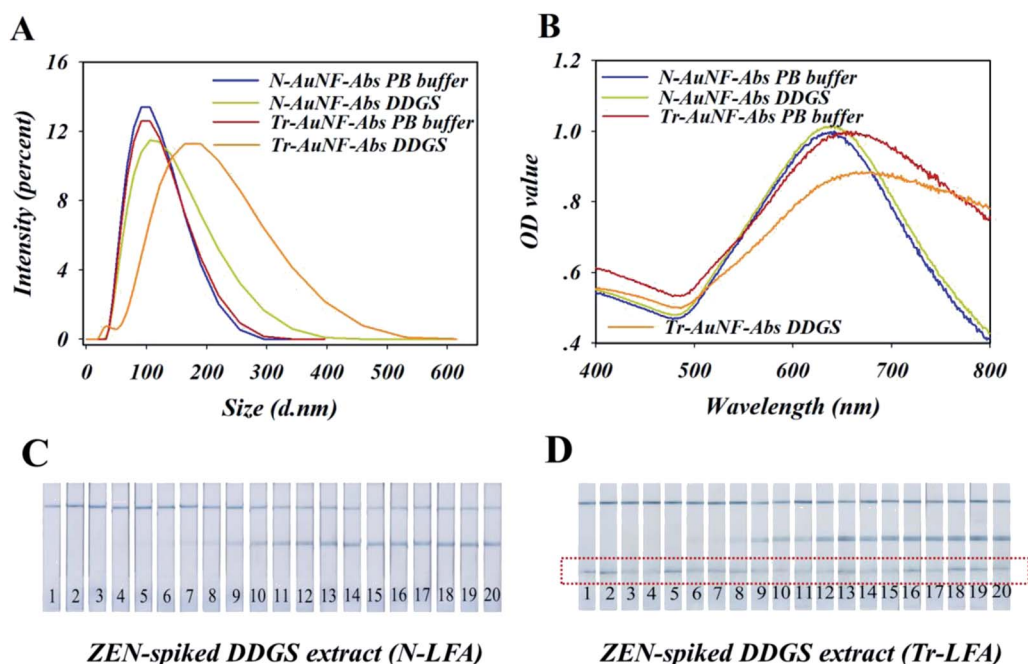 A
16
12
8
4
0
Intensity (percent)
N-AuNF-Abs PB buffer
N-AuNF-Abs DDGS
Tr-AuNF-Abs PB buffer
Tr-AuNF-Abs DDGS
0 100 200 300 400 500 600
Size (d.nm)
B
1.2
1.0
.8
.6
.4
OD value
N-AuNF-Abs PB buffer
N-AuNF-Abs DDGS
Tr-AuNF-Abs PB buffer
Tr-AuNF-Abs DDGS
400 500 600 700 800
Wavelength (nm)
C
1 2 3 4 5 6 7 8 9 10 11 12 13 14 15 16 17 18 19 20
ZEN-spiked DDGS extract (N-LFA)
D
1 2 3 4 5 6 7 8 9 10 11 12 13 14 15 16 17 18 19 20
ZEN-spiked DDGS extract (Tr-LFA)